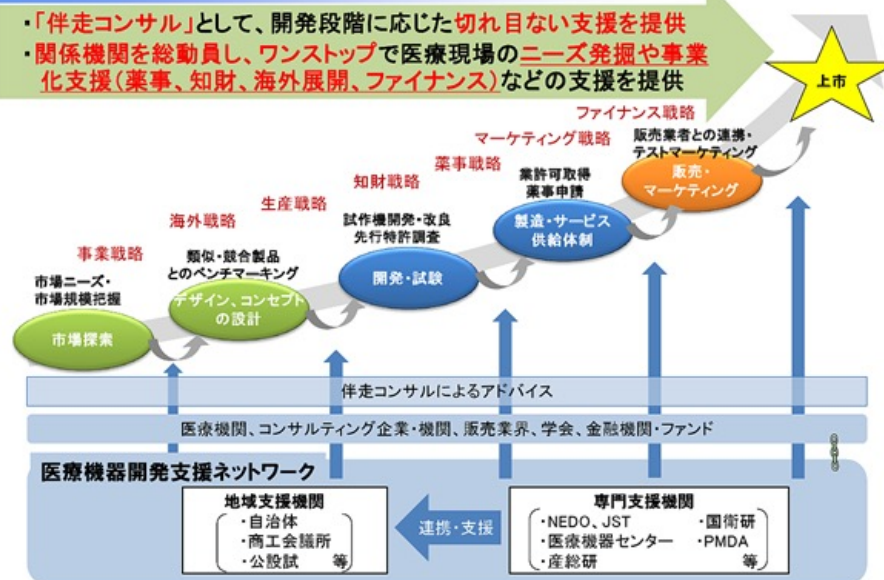 ・「伴走コンサル」として、開発段階に応じた切れ目ない支援を提供
・関係機関を総動員し、ワンストップで医療現場のニーズ発掘や事業
化支援(薬事、知財、海外展開、ファイナンス)などの支援を提供
上市
ファイナンス戦略
マーケティング戦略
販売業者との連携・
テストマーケティング
薬事戦略
販売・
マーケティング
知財戦略
業許可取得
薬事申請
生産戦略
製造・サービス
供給体制
海外戦略
試作機開発・改良
先行特許調査
事業戦略
類似・競合製品
とのベンチマーキング
開発・試験
市場ニーズ・
市場規模把握
デザイン、コンセプト
の設計
市場探索
伴走コンサルによるアドバイス
医療機関、コンサルティング企業・機関、販売業界、学会、金融機関・ファンド
医療機器開発支援ネットワーク
地域支援機関
・自治体
・商工会議所
・公設試 等
連携・支援
専門支援機関
・NEDO、JST ・国衛研
・医療機器センター ・PMDA
・産総研 等